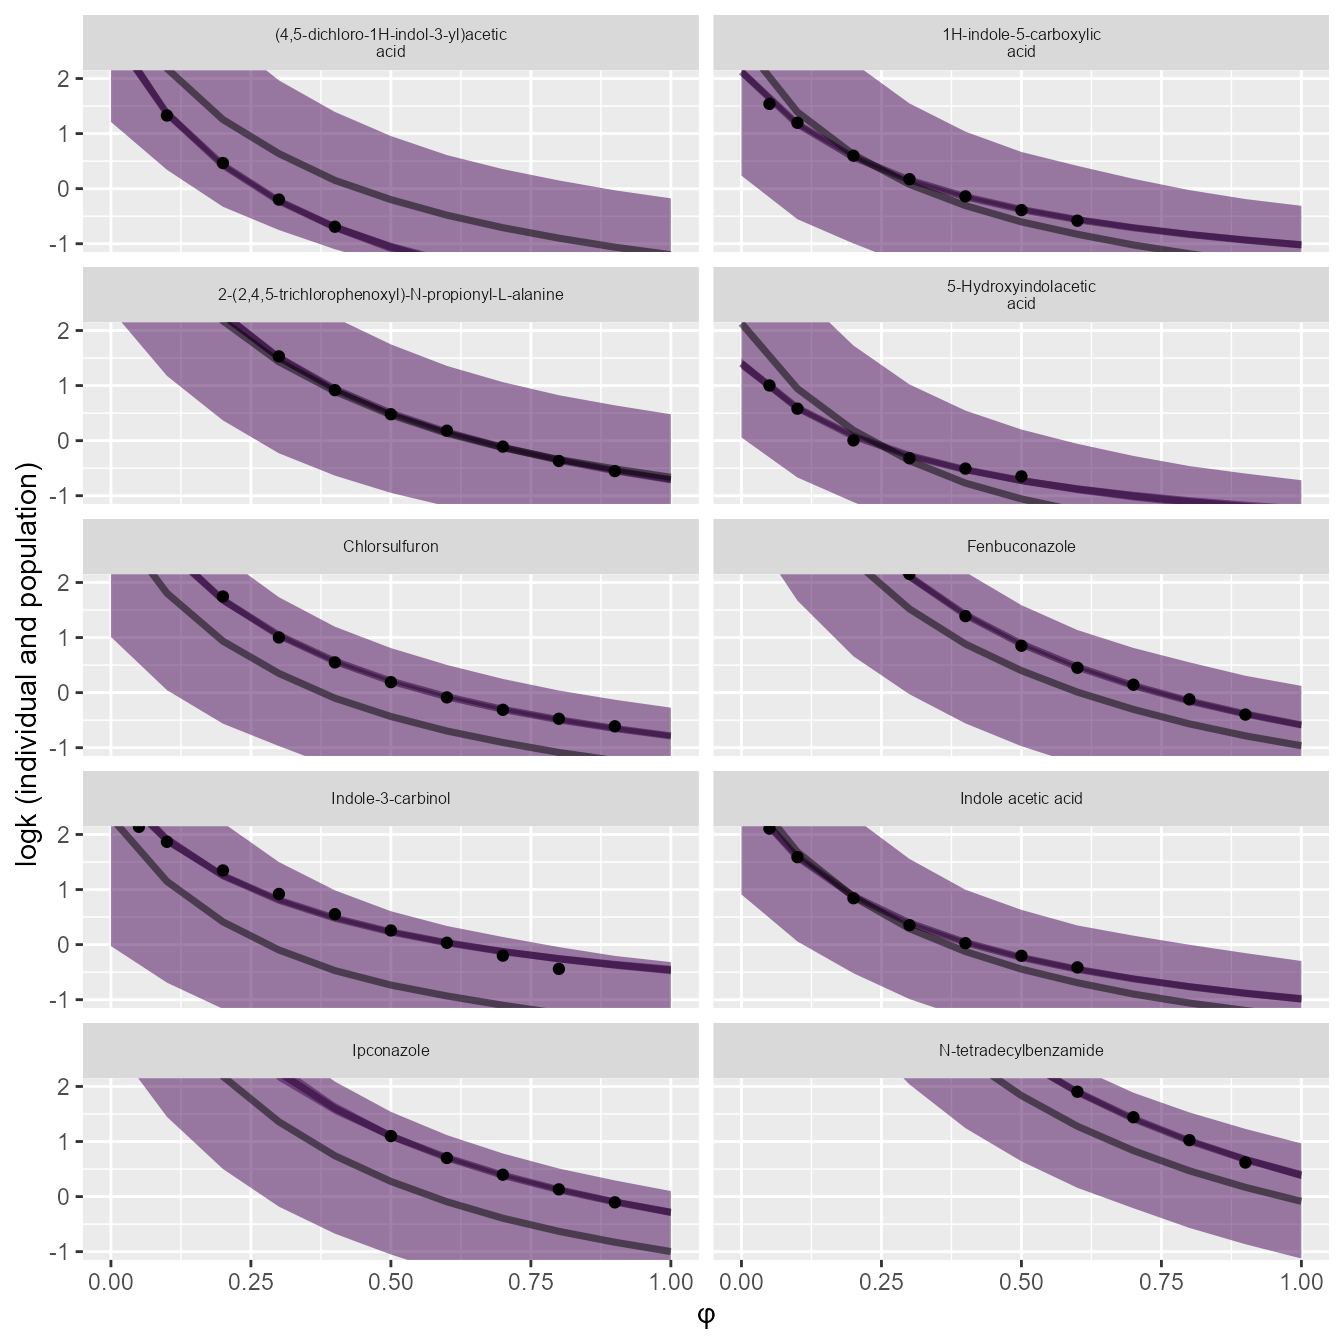 (4,5-dichloro-1H-indol-3-yl)acetic
acid
1H-indole-5-carboxylic
acid
2
1
0
-1
2-(2,4,5-trichlorophenoxyl)-N-propionyl-L-alanine
5-Hydroxyindolacetic
acid
2
1
0
-1
Chlorsulfuron
Fenbuconazole
2
1
0
-1
Indole-3-carbinol
Indole acetic acid
2
1
0
-1
Ipconazole
N-tetradecylbenzamide
2
1
0
-1
0.00 0.25 0.50 0.75 1.00 0.00 0.25 0.50 0.75 1.00
φ
logk (individual and population)